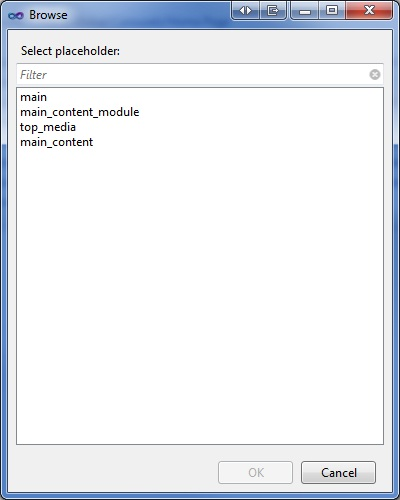 Browse
Select placeholder:
Filter
main
main_content_module
top_media
main_content
OK
Cancel